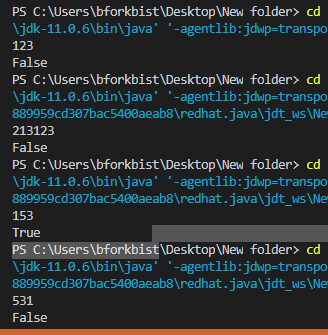 PS C:\Users\bforkbist\Desktop\New folder> cd
\jdk-11.0.6\bin\java' '-agentlib:jdwp=transpo
123
False
PS C:\Users\bforkbist\Desktop\New folder> cd
\jdk-11.0.6\bin\java' '-agentlib:jdwp=transpo
889959cd307bac5400aeab8\redhat.java\jdt_ws\Ne
213123
False
PS C:\Users\bforkbist\Desktop\New folder> cd
\jdk-11.0.6\bin\java' '-agentlib:jdwp=transpo
889959cd307bac5400aeab8\redhat.java\jdt_ws\Ne
153
True
PS C:\Users\bforkbist\Desktop\New folder> cd
\jdk-11.0.6\bin\java' '-agentlib:jdwp=transpo
889959cd307bac5400aeab8\redhat.java\jdt_ws\Ne
531
False